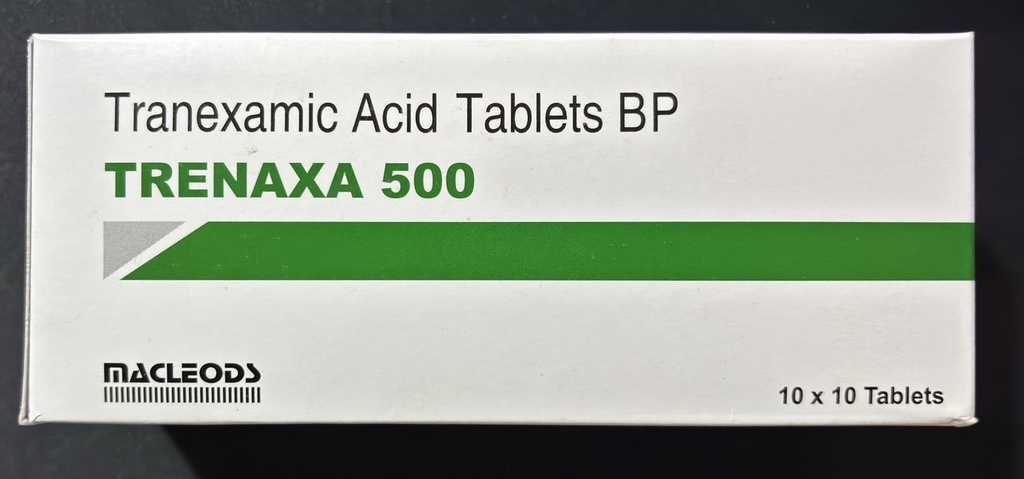 Tranexamic Acid Tablets BP
TRENAXA 500
MACLEODS
10 x 10 Tablets